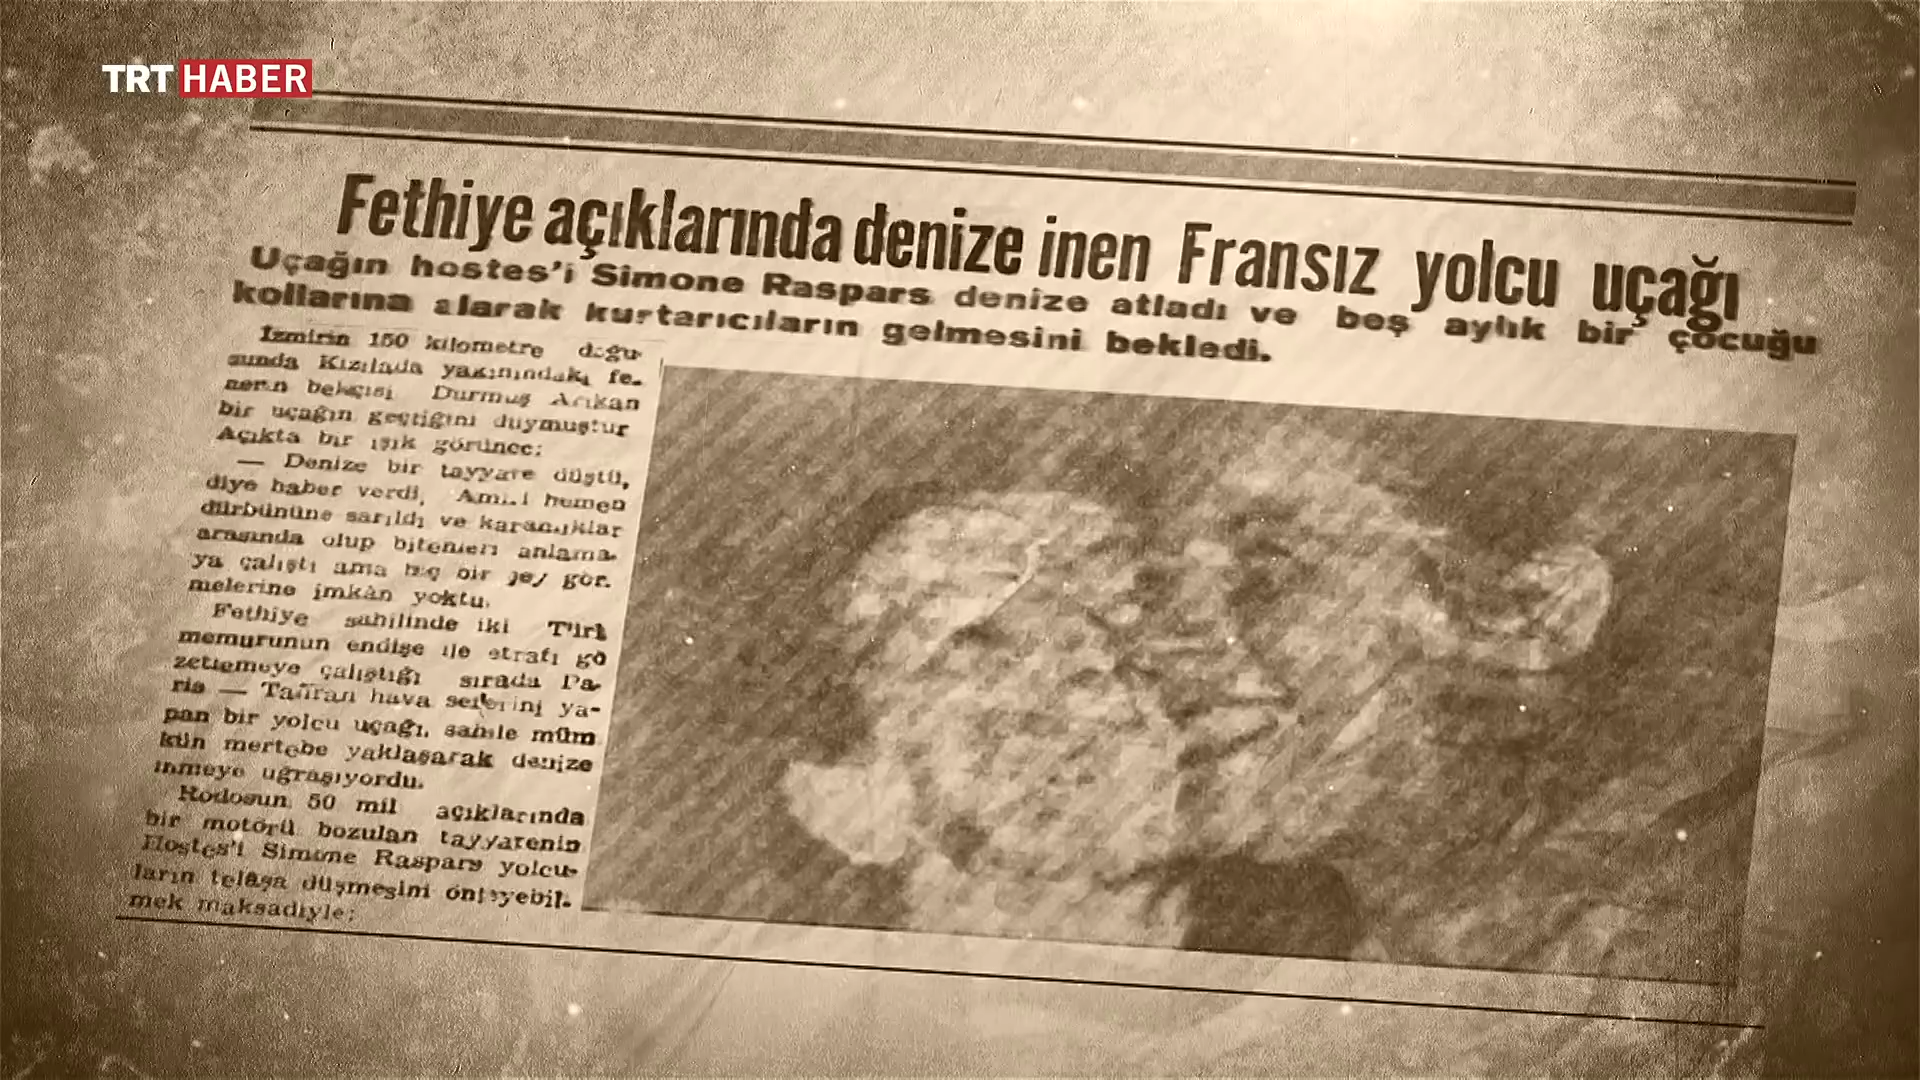 TRT HABER
Fethiye açıklarında denize inen Fransız yolcu uçağı
Uçağın hostes'i Simone Raspars denize atladı ve beş aylık bir çocuğu
kollarına alarak kurtarıcıların gelmesini bekledi.
İzmirin 150 kilometre doğu-
sunda Kızılada yakınındaki fe-
nerin bekçisi Durmuş Arıkan
bir uçağın geçtiğini duymuştur
Açıkta bir ışık görünce:
— Denize bir tayyare düştü,
diye haber verdi, hemen
dürbününe sarıldı ve karanlıklar
arasında olup bitenleri anlama-
ya çalıştı ama hiç bir şey gör-
melerine imkân yoktu.
Fethiye sahilinde iki Türk
memurunun endişe ile etrafı gö
zetlemeye çalıştığı sırada Pa-
ris — Tahran hava seferini ya-
pan bir yolcu uçağı, sahile müm
kün mertebe yaklaşarak denize
inmeye uğraşıyordu.
Rodosun 50 mil açıklarında
bir motörü bozulan tayyarenin
Hostes'i Simone Raspars yolcu-
ların telâşa düşmesini önleyebil-
mek maksadiyle: